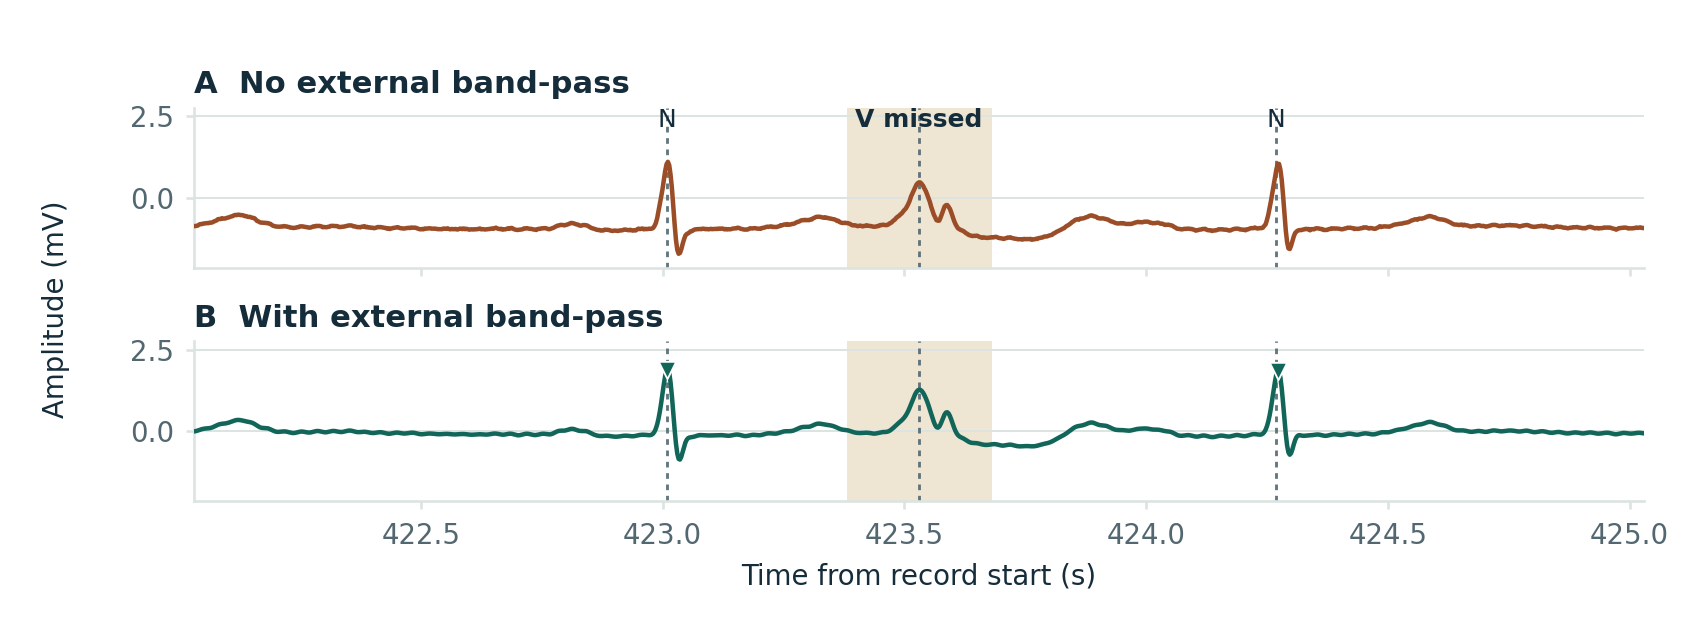 A No external band-pass
2.5
N
V missed
N
0.0
B With external band-pass
2.5
0.0
Amplitude (mV)
422.5 423.0 423.5 424.0 424.5 425.0
Time from record start (s)